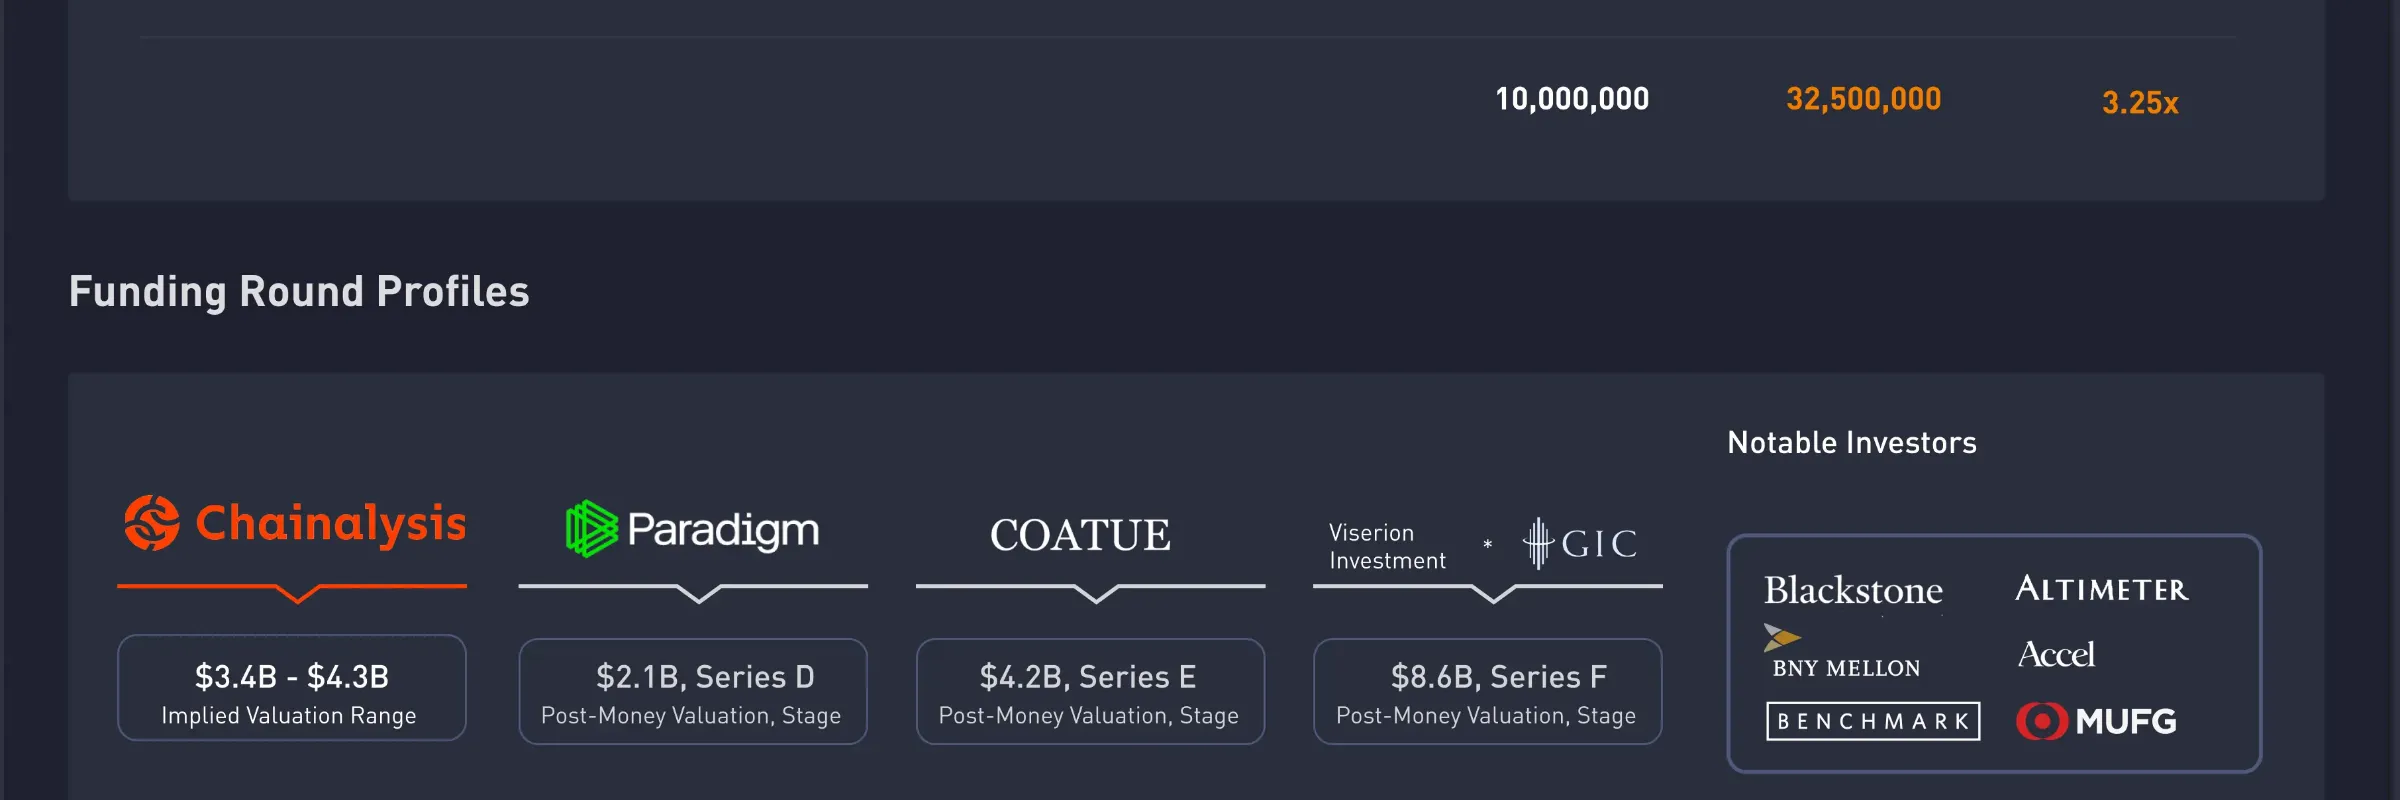 10,000,000 32,500,000 3.25x
Funding Round Profiles
Notable Investors
Chainalysis
$3.4B - $4.3B
Implied Valuation Range
Paradigm
$2.1B, Series D
Post-Money Valuation, Stage
COATUE
$4.2B, Series E
Post-Money Valuation, Stage
Viserion
Investment * GIC
$8.6B, Series F
Post-Money Valuation, Stage
Blackstone ALTIMETER
BNY MELLON Accel
BENCHMARK MUFG